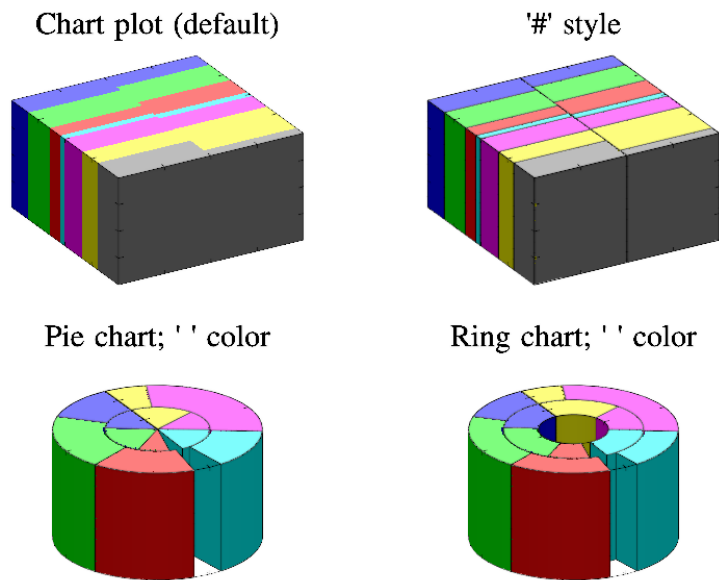 Chart plot (default)
'#' style
Pie chart; ' ' color
Ring chart; ' ' color